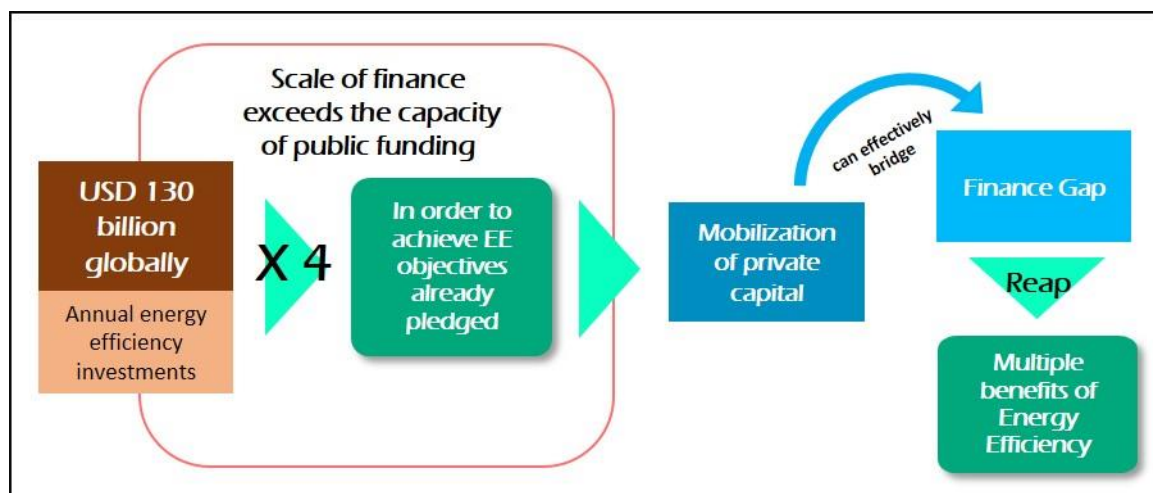 Scale of finance
exceeds the capacity
of public funding
USD 130
billion
globally
Annual energy
efficiency
investments
X 4
In order to
achieve EE
objectives
already
pledged
Mobilization
of private
capital
can effectively
bridge
Finance Gap
Reap
Multiple
benefits of
Energy
Efficiency